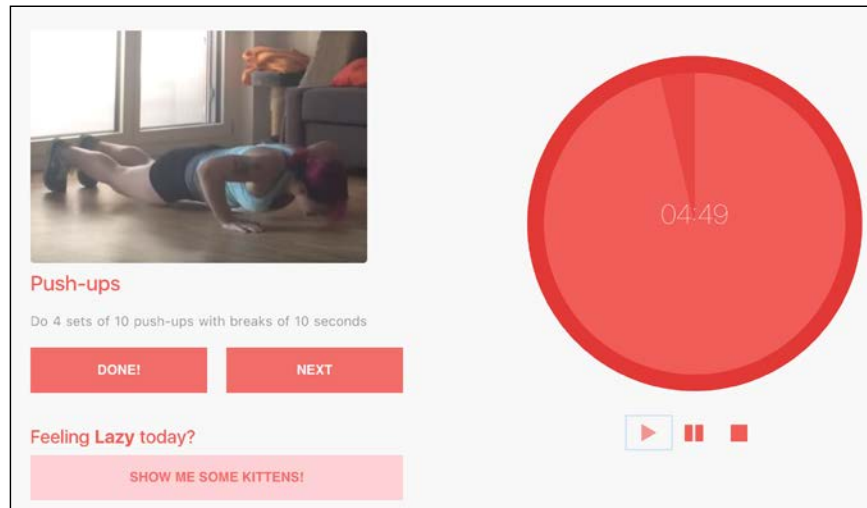 Push-ups
Do 4 sets of 10 push-ups with breaks of 10 seconds
DONE!
NEXT
Feeling Lazy today?
SHOW ME SOME KITTENS!
04:49